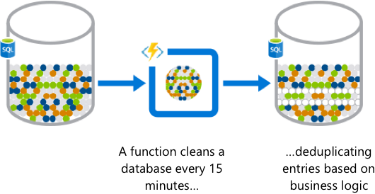 SQL
SQL
A function cleans a
database every 15
minutes...
...deduplicating
entries based on
business logic